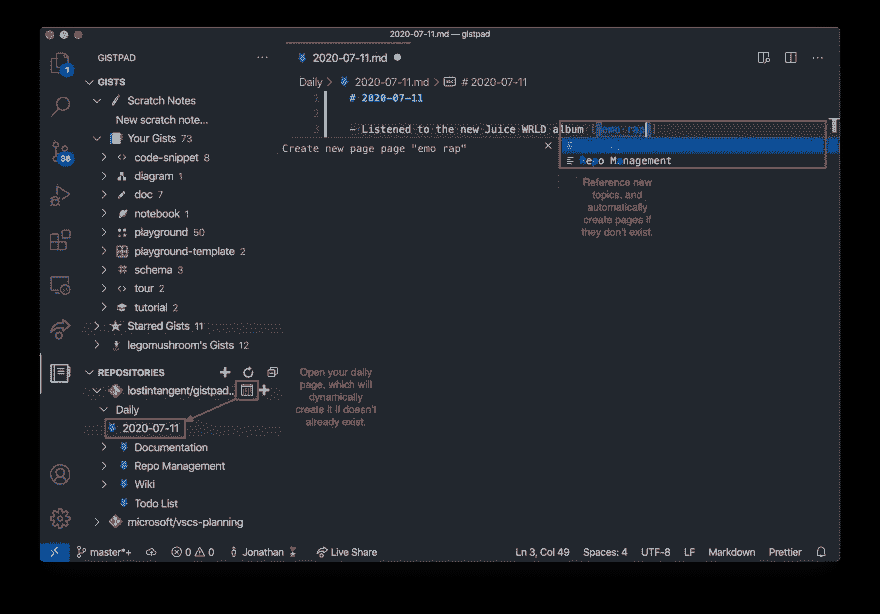 2020-07-11.md — gistpad
GISTPAD
2020-07-11.md
GISTS
Daily > 2020-07-11.md > # 2020-07-11
Scratch Notes
1 # 2020-07-11
New scratch note...
2
Your Gists 73
3 - Listened to the new Juice WRLD album [[emo rap
Create new page page "emo rap"
code-snippet 8
Repo Management
diagram 1
Reference new
topics, and
automatically
create pages if
they don't exist.
doc 7
notebook 1
playground 50
playground-template 2
schema 3
tour 2
tutorial 2
Starred Gists 11
legomushroom's Gists 12
REPOSITORIES
lostintangent/gistpad...
Open your daily
page, which will
dynamically
create it if doesn't
already exist.
Daily
2020-07-11
Documentation
Repo Management
Wiki
Todo List
microsoft/vscs-planning
master*+ 0 0 Jonathan Live Share Ln 3, Col 49 Spaces: 4 UTF-8 LF Markdown Prettier